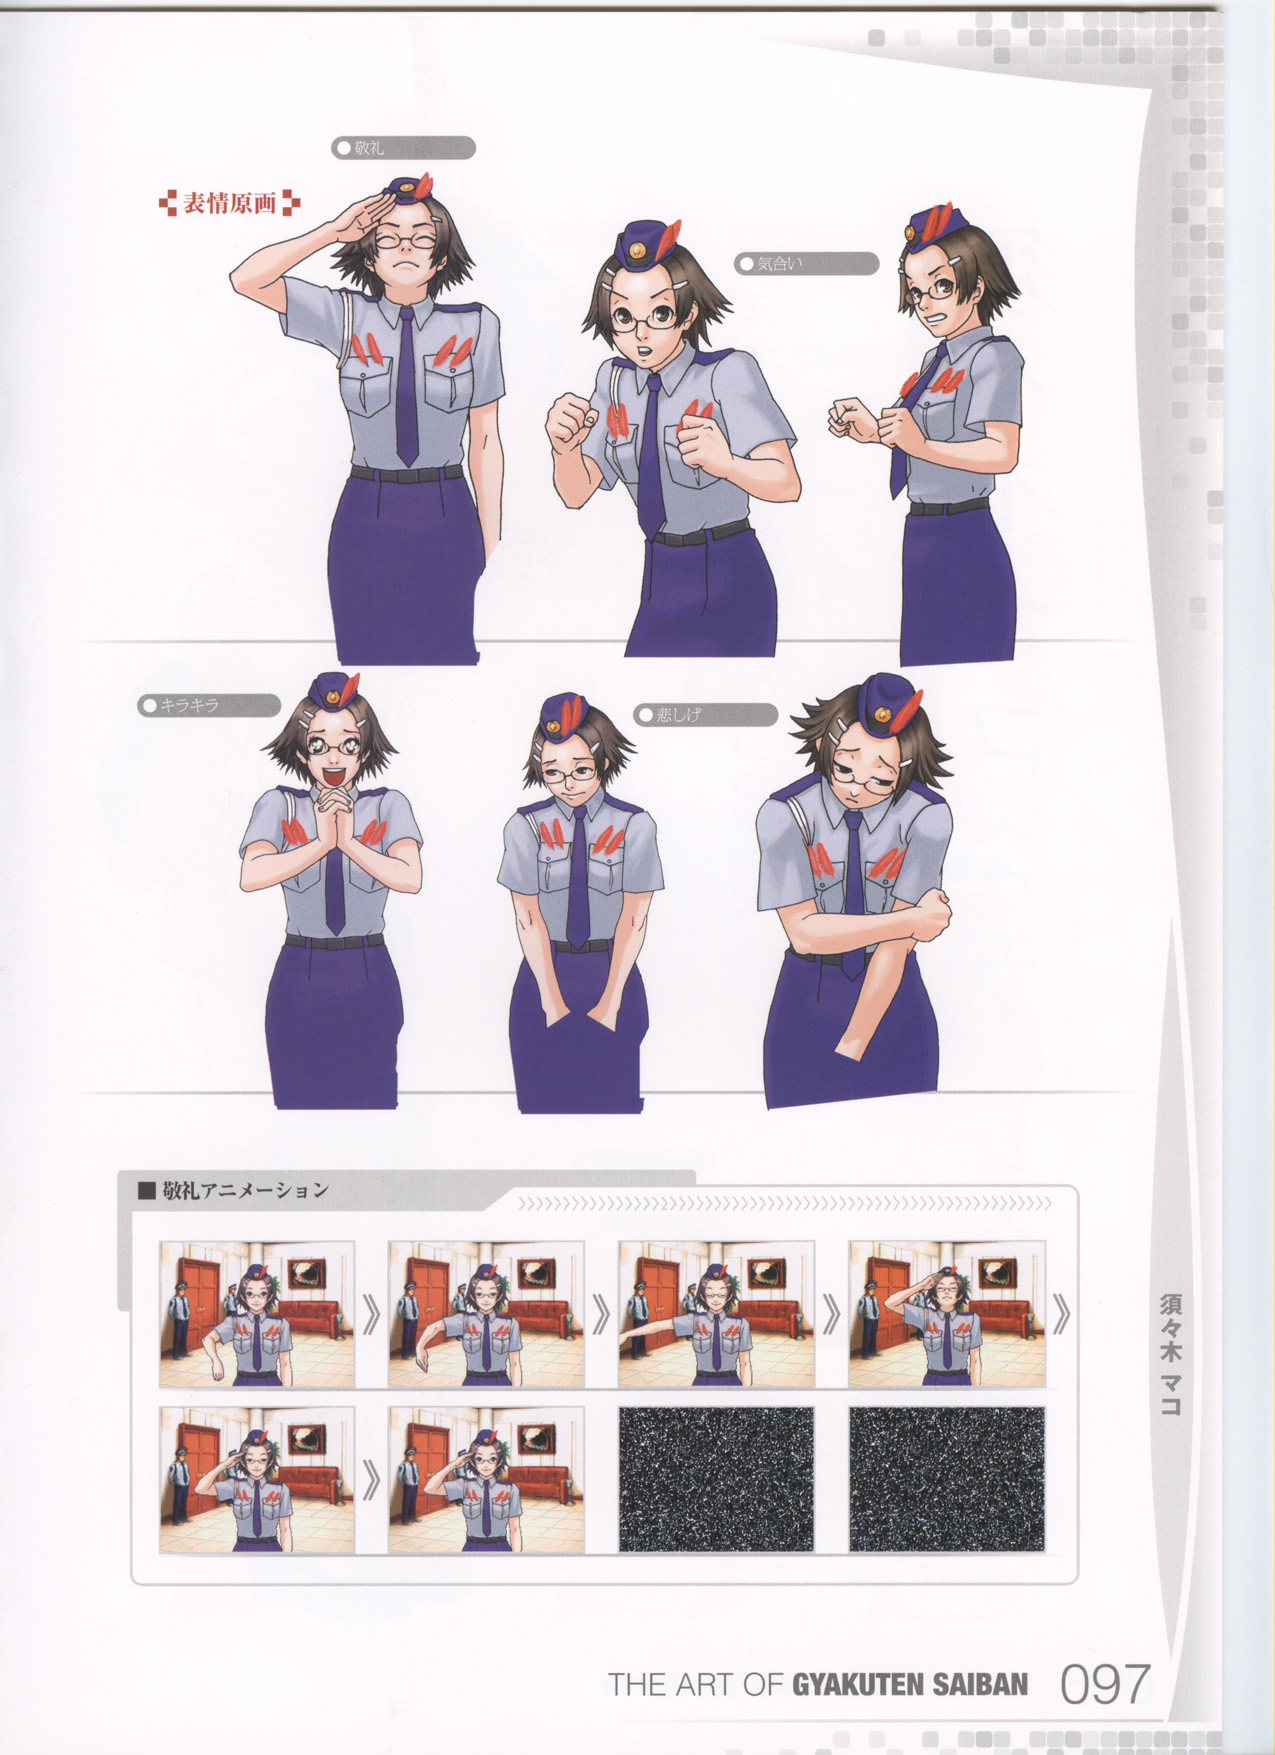 敬礼
表情原画
気合い
キラキラ
悲しげ
■ 敬礼アニメーション
須々木 マコ
THE ART OF GYAKUTEN SAIBAN 097